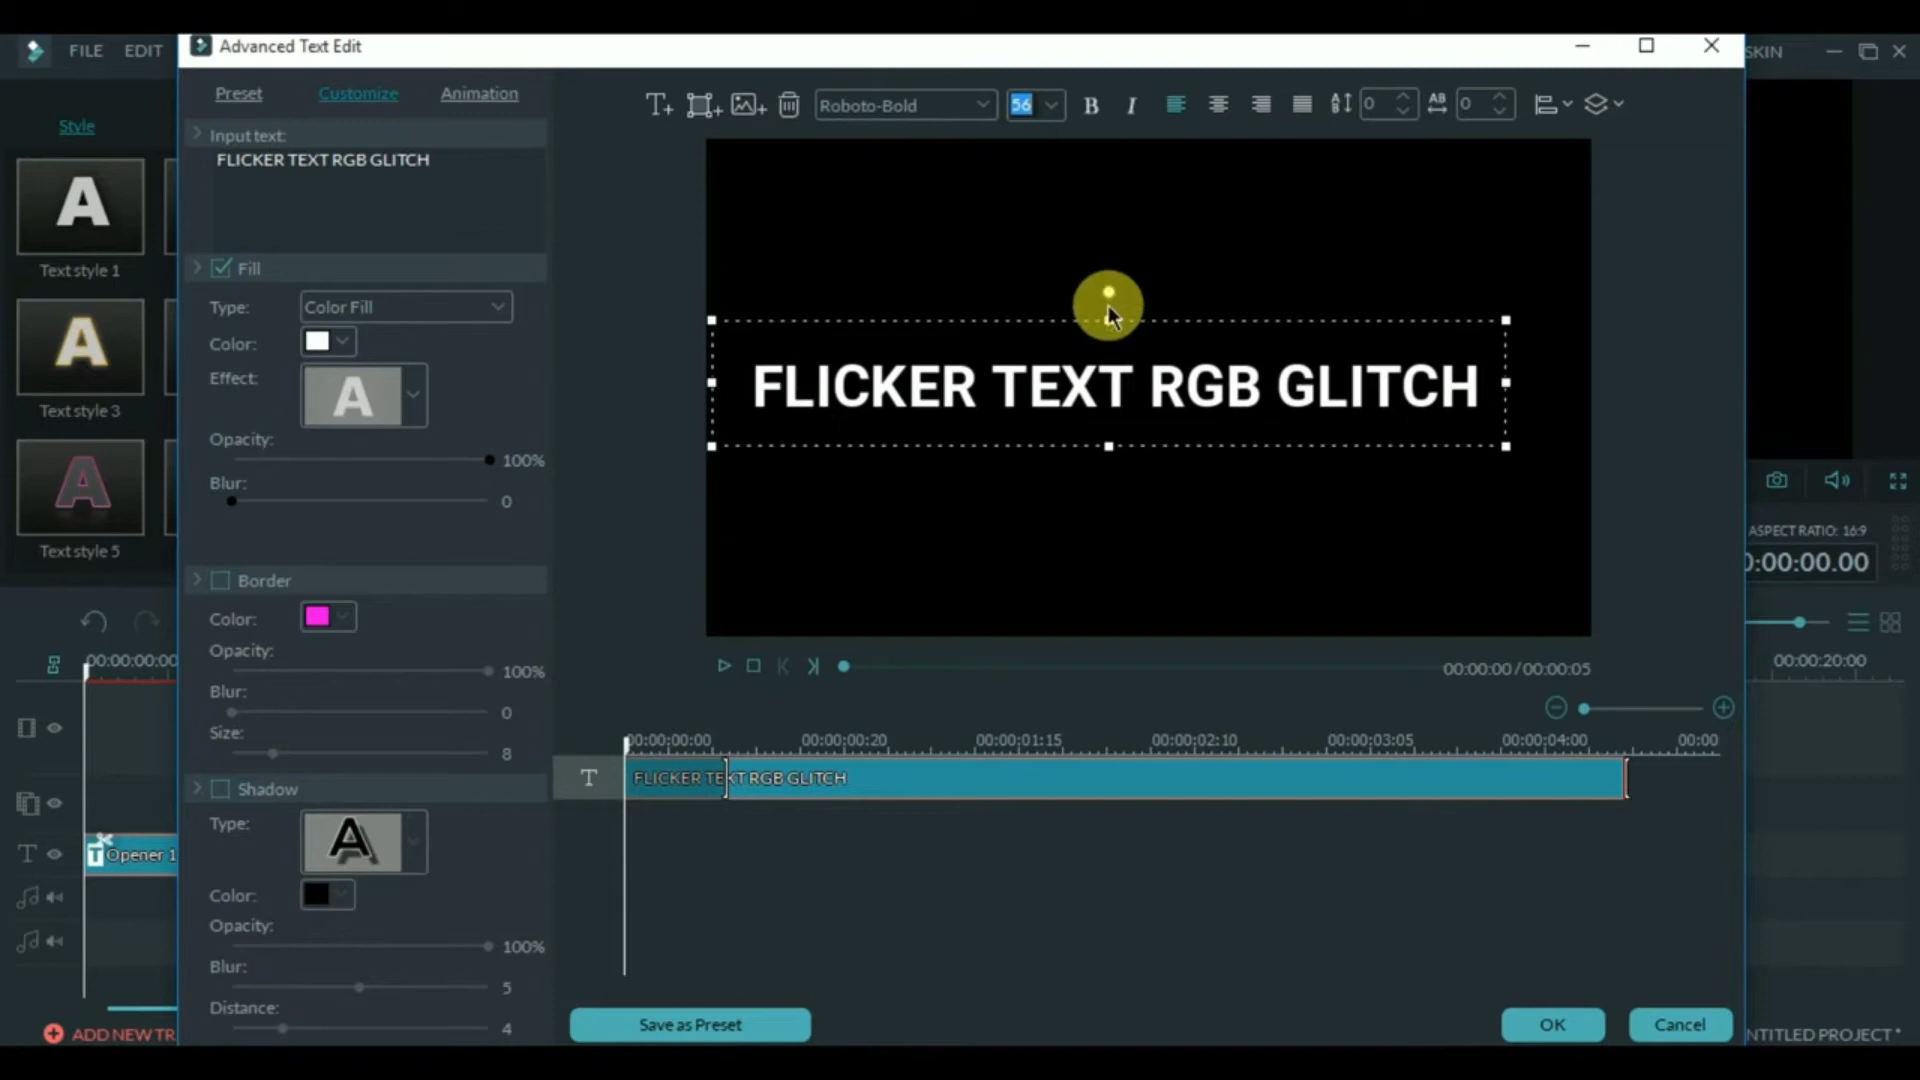 FILE EDIT
Advanced Text Edit
SKIN
Preset Customize Animation
Roboto-Bold 56 B I 0 AB 0
Style
Input text:
FLICKER TEXT RGB GLITCH
Text style 1
Fill
Type: Color Fill
Color:
Effect:
Opacity:
100%
Blur:
0
Text style 3
Text style 5
FLICKER TEXT RGB GLITCH
ASPECT RATIO: 16:9
0:00:00.00
Border
Color:
Opacity:
100%
Blur:
0
Size:
8
00:00:00:00
00:00:00/00:00:05
00:00:20:00
00:00:00:00 00:00:00:20 00:00:01:15 00:00:02:10 00:00:03:05 00:00:04:00 00:00
T FLICKER TEXT RGB GLITCH
Shadow
Type:
Color:
Opacity:
100%
Blur:
5
Distance:
4
T Opener 1
ADD NEW TR
Save as Preset
OK
Cancel
NTITLED PROJECT *